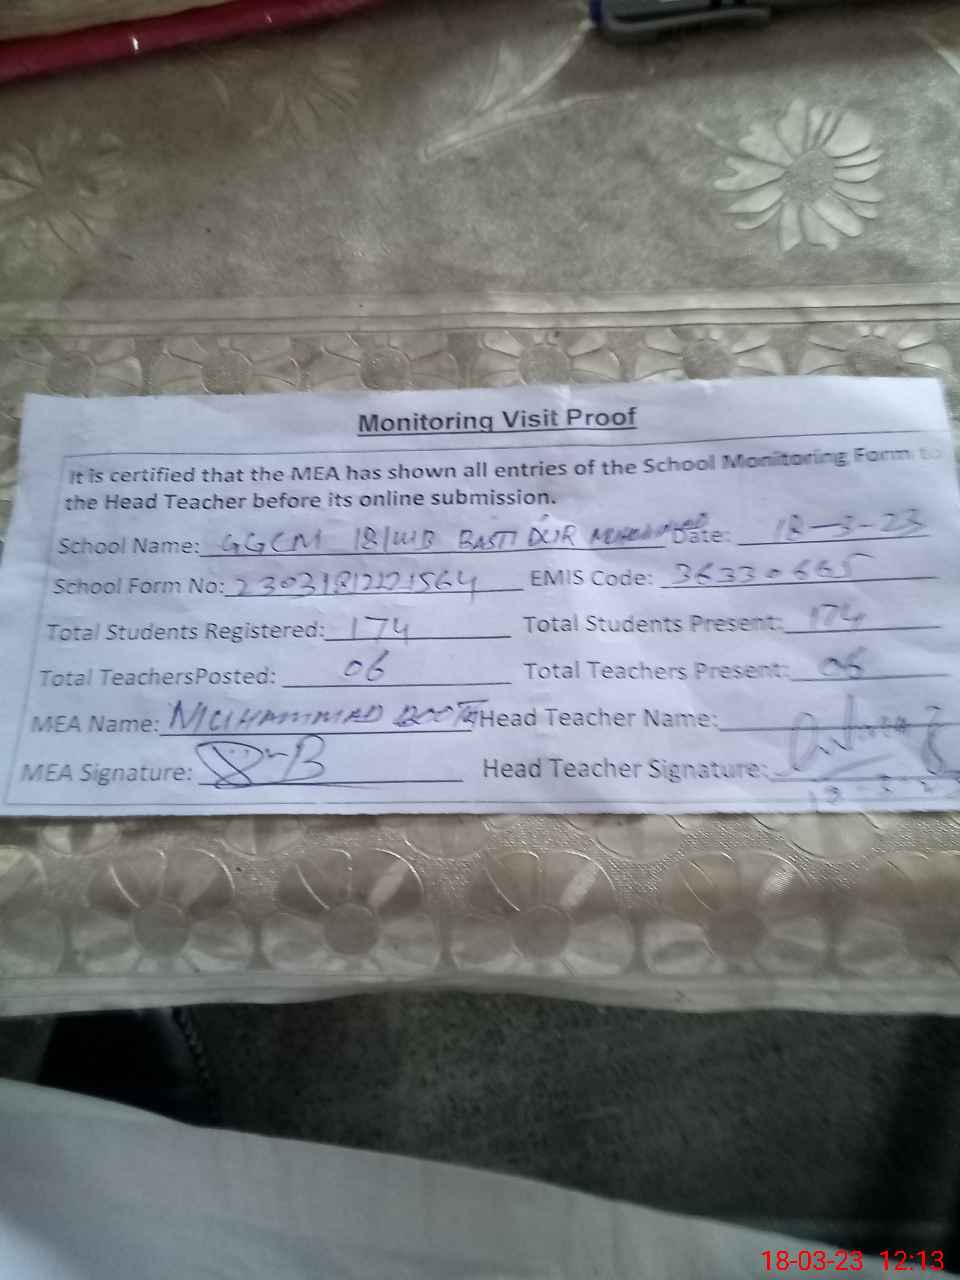 Monitoring Visit Proof
It is certified that the MEA has shown all entries of the School Monitoring Form to
the Head Teacher before its online submission.
School Name: GGCM 18/WB BASTI DUR MUHAMMAD Date: 18-3-23
School Form No: EMIS Code: 36330665
Total Students Registered: 174 Total Students Present: 174
Total TeachersPosted: 06 Total Teachers Present: 06
MEA Name: MUHAMMAD BOOTA Head Teacher Name:
MEA Signature: Head Teacher Signature:
18-03-23 12:13